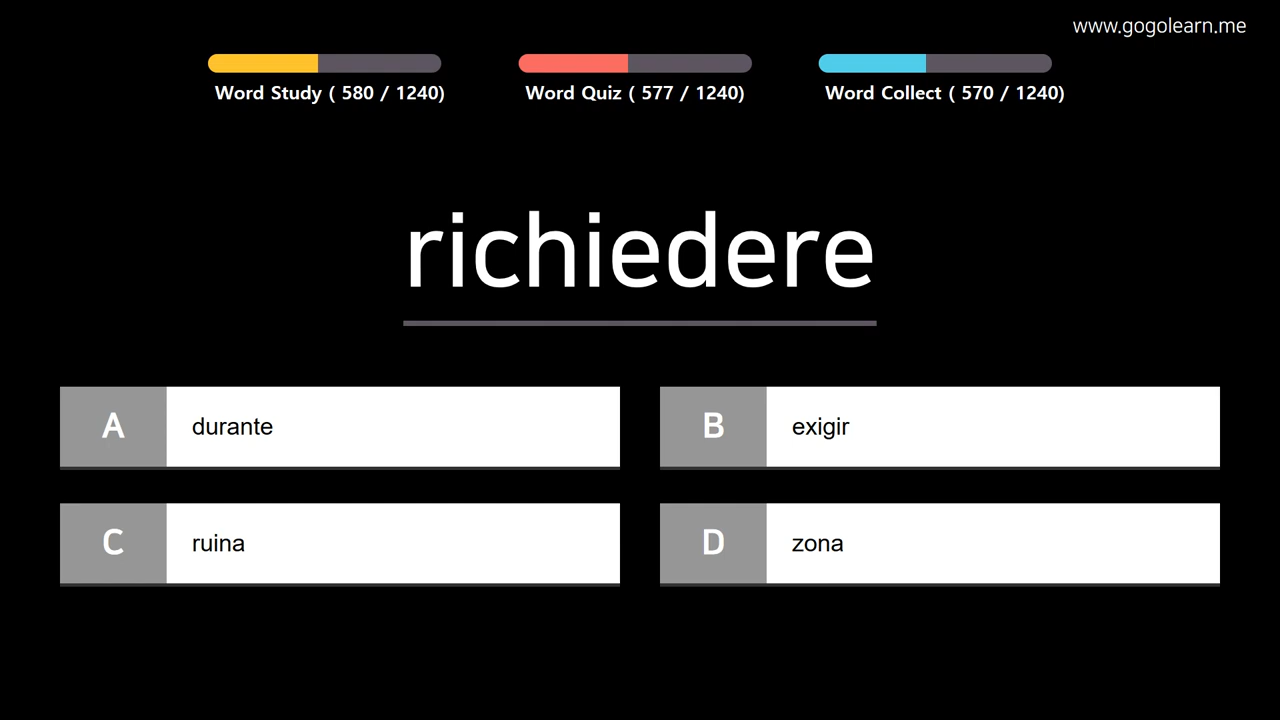 www.gogolearn.me
Word Study ( 580 / 1240)
Word Quiz ( 577 / 1240)
Word Collect ( 570 / 1240)
richiedere
A durante
B exigir
C ruina
D zona